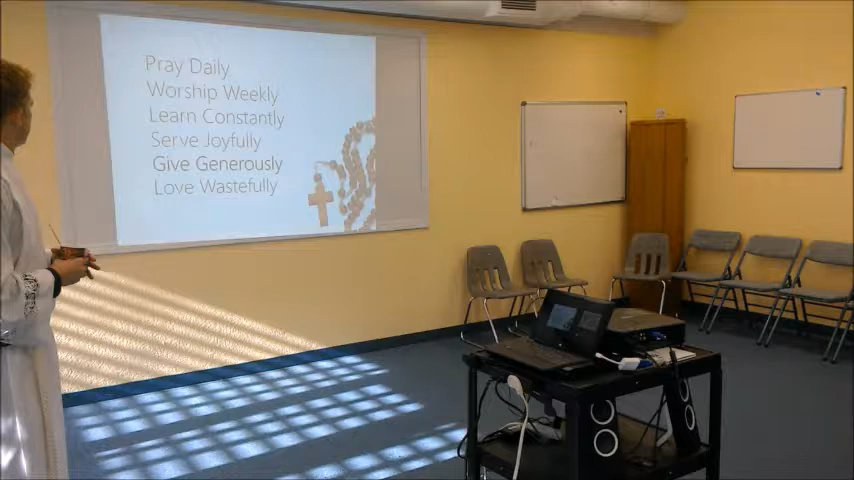 Pray Daily
Worship Weekly
Learn Constantly
Serve Joyfully
Give Generously
Love Wastefully